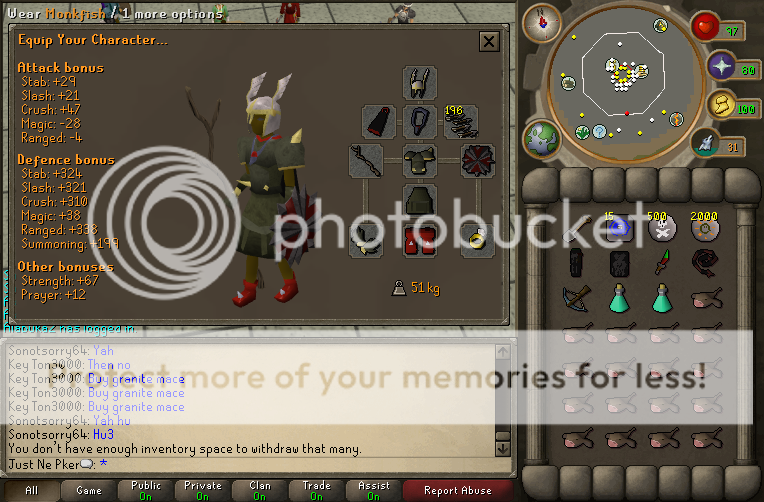 Wear Monkfish / 1 more options
Equip Your Character...
97
Attack bonus
Stab: +29
Slash: +21
Crush: +47
Magic: -28
Ranged: -4
80
196
100
Defence bonus
Stab: +324
Slash: +321
Crush: +310
Magic: +38
Ranged: +338
Summoning: +199
31
photobucket
15
500
2000
Other bonuses
Strength: +67
Prayer: +12
51 kg
has logged in.
Sonotsorry64: Yah
Key Ton3000: Then no
Key Ton3000: Buy granite mace
Key Ton3000: Buy granite mace
Key Ton3000: Buy granite mace
Protect more of your memories for less!
Sonotsorry64: Yah hu
Sonotsorry64: Hu3
You don't have enough inventory space to withdraw that many.
Just Ne Pker: *
All
Game
Public
On
Private
On
Clan
On
Trade
On
Assist
On
Report Abuse